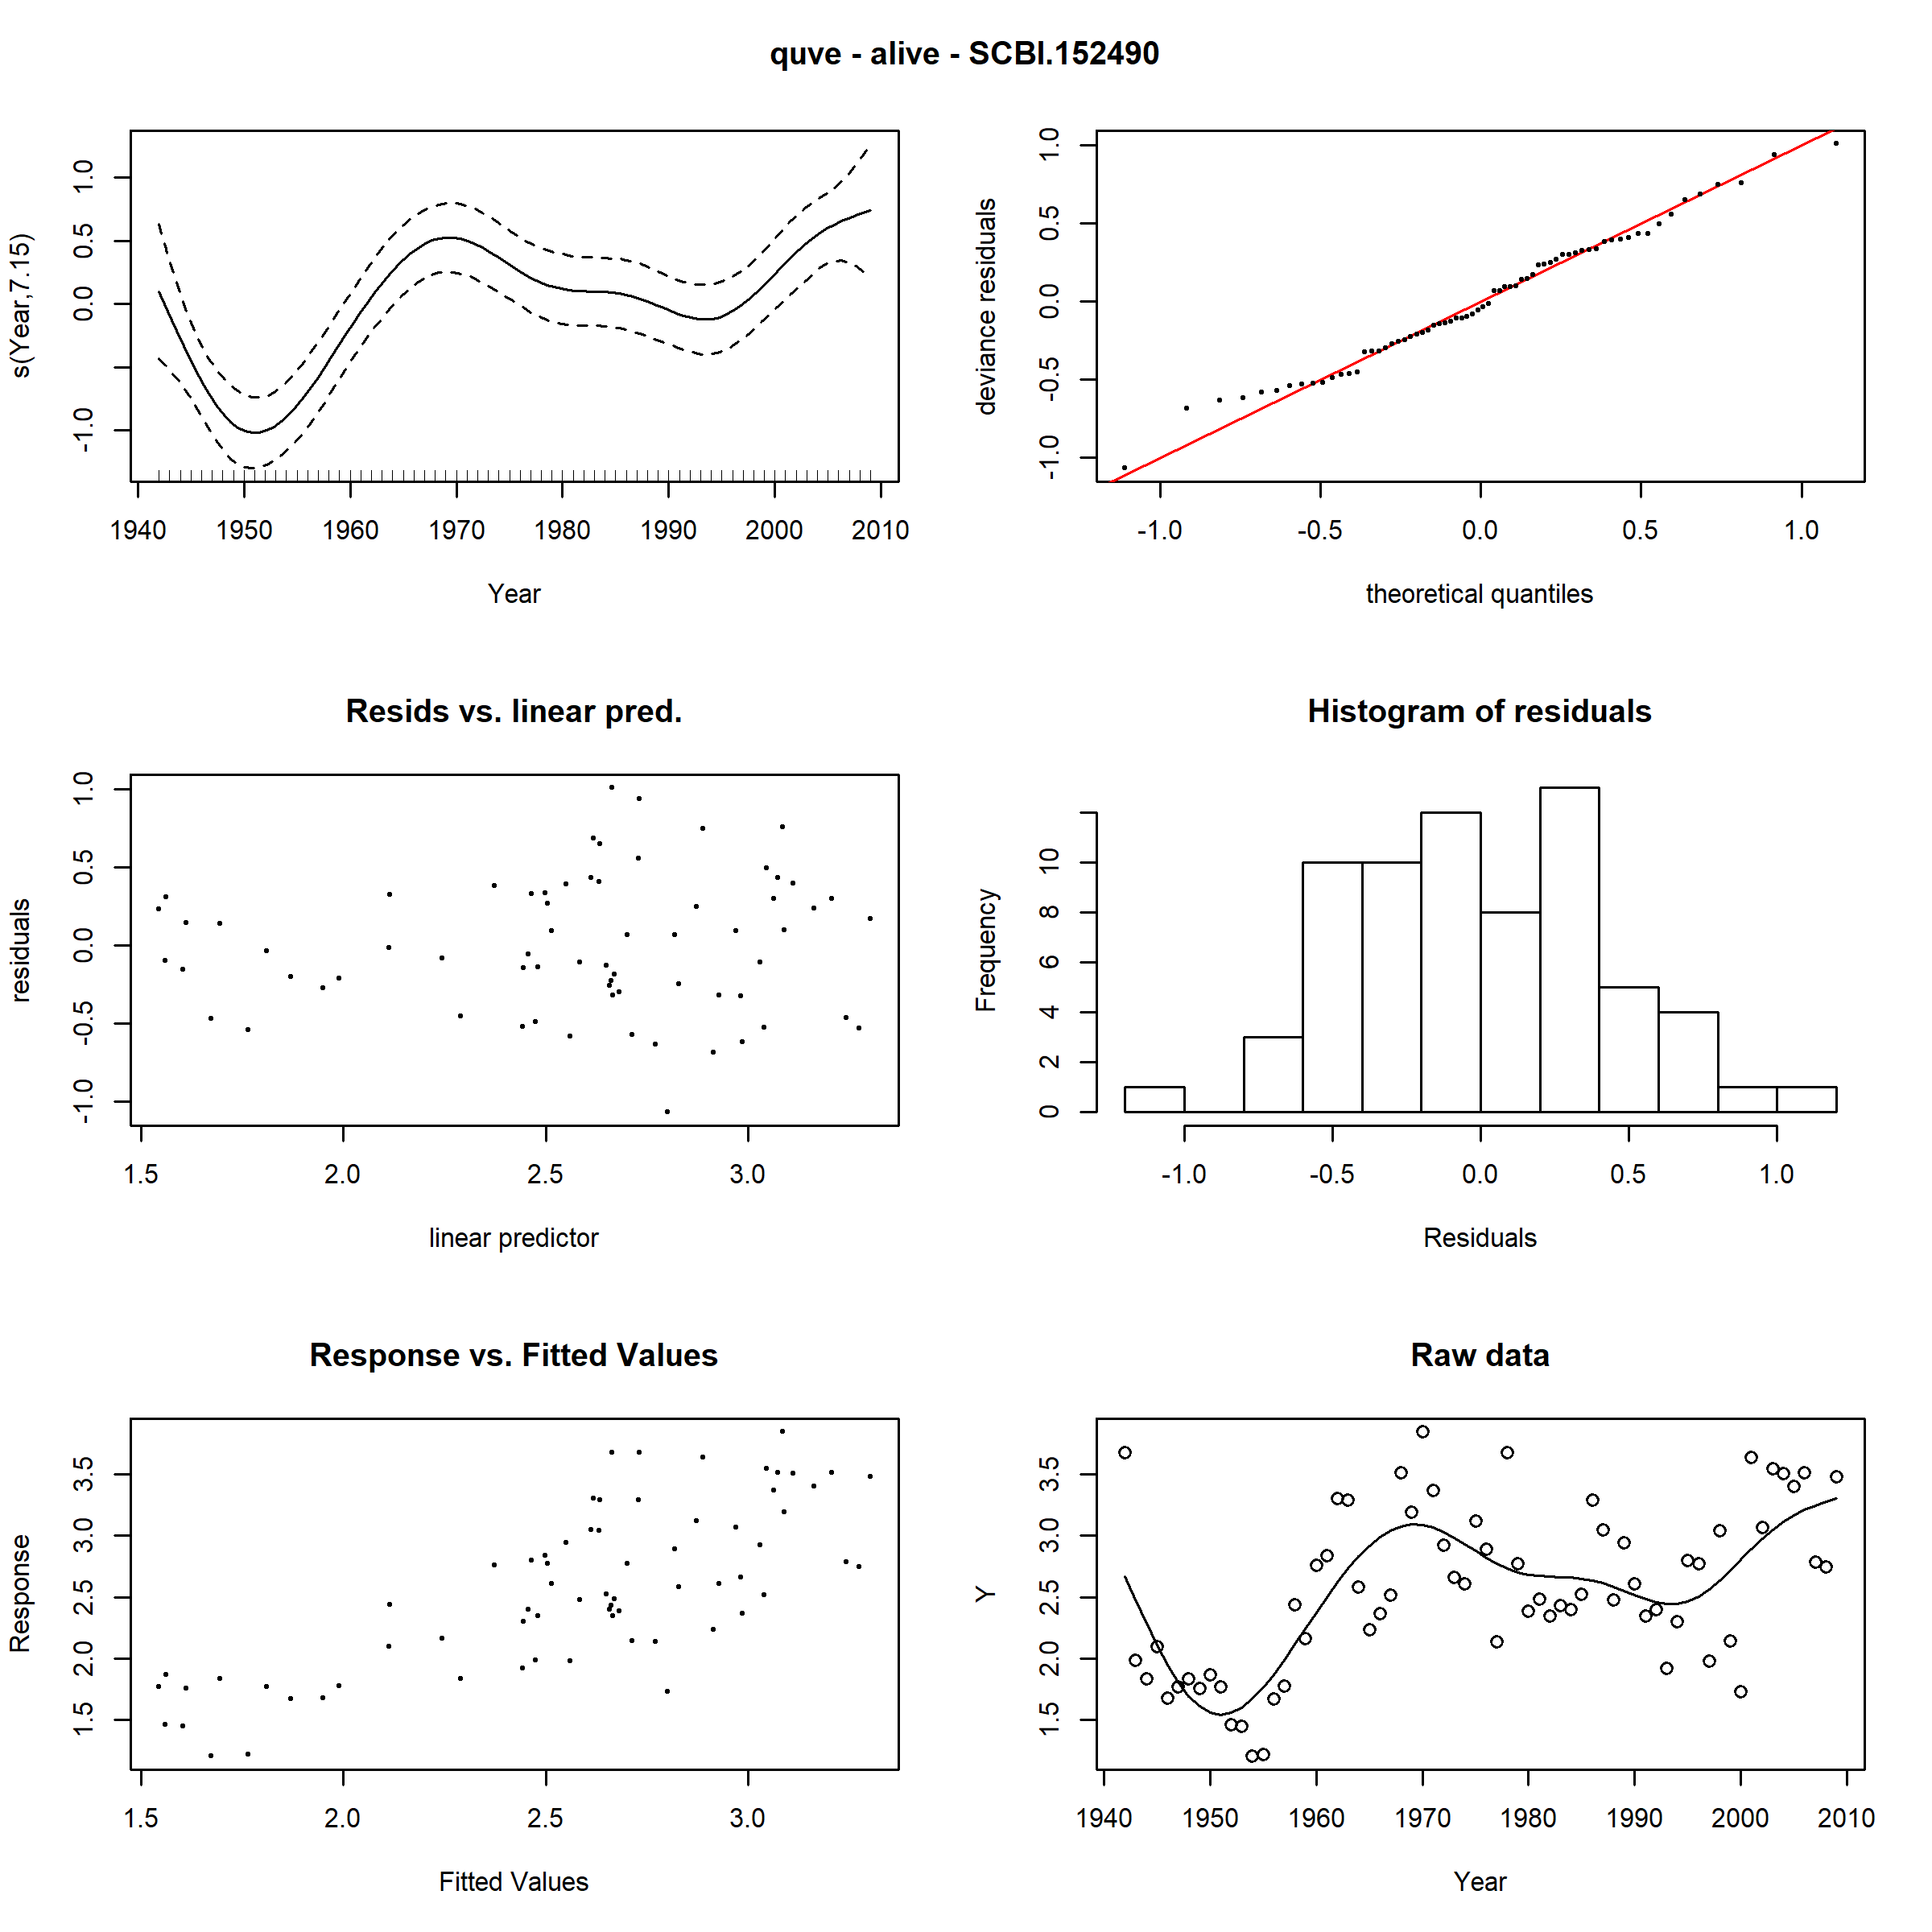 quve - alive - SCBI.152490
s(Year,7.15)
-1.0 0.0 0.5 1.0
1940 1950 1960 1970 1980 1990 2000 2010
Year
deviance residuals
-1.0 -0.5 0.0 0.5 1.0
-1.0 -0.5 0.0 0.5 1.0
theoretical quantiles
Resids vs. linear pred.
residuals
-1.0 -0.5 0.0 0.5 1.0
1.5 2.0 2.5 3.0
linear predictor
Histogram of residuals
Frequency
0 2 4 6 8 10
-1.0 -0.5 0.0 0.5 1.0
Residuals
Response vs. Fitted Values
Response
1.5 2.0 2.5 3.0 3.5
1.5 2.0 2.5 3.0
Fitted Values
Raw data
Y
1.5 2.0 2.5 3.0 3.5
1940 1950 1960 1970 1980 1990 2000 2010
Year